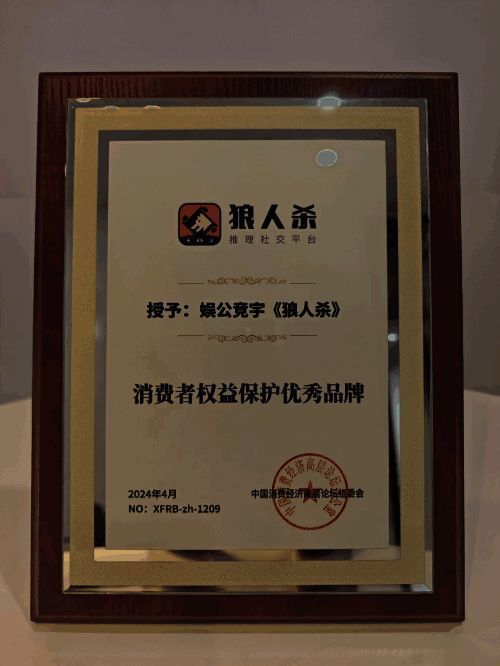 狼人杀
推理社交平台
授予：娱公竞宇《狼人杀》
消费者权益保护优秀品牌
2024年4月
中国消费经济高层论坛组委会
NO：XFRB-zh-1209